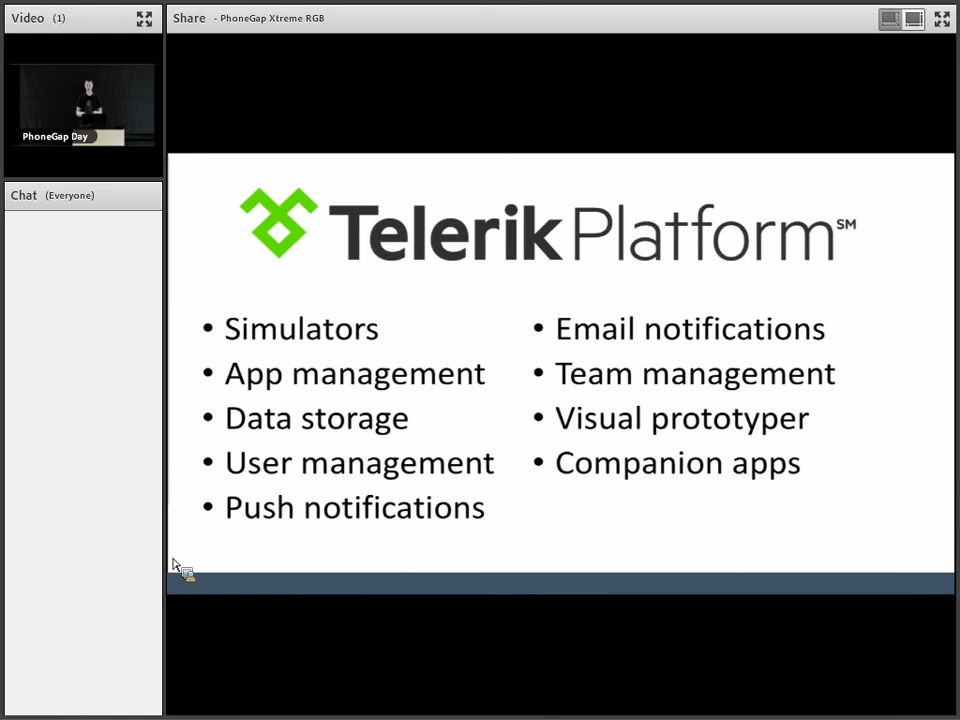 Video (1)
Share - PhoneGap Xtreme RGB
PhoneGap Day
Chat (Everyone)
Telerik Platform SM
• Simulators
• App management
• Data storage
• User management
• Push notifications
• Email notifications
• Team management
• Visual prototyper
• Companion apps